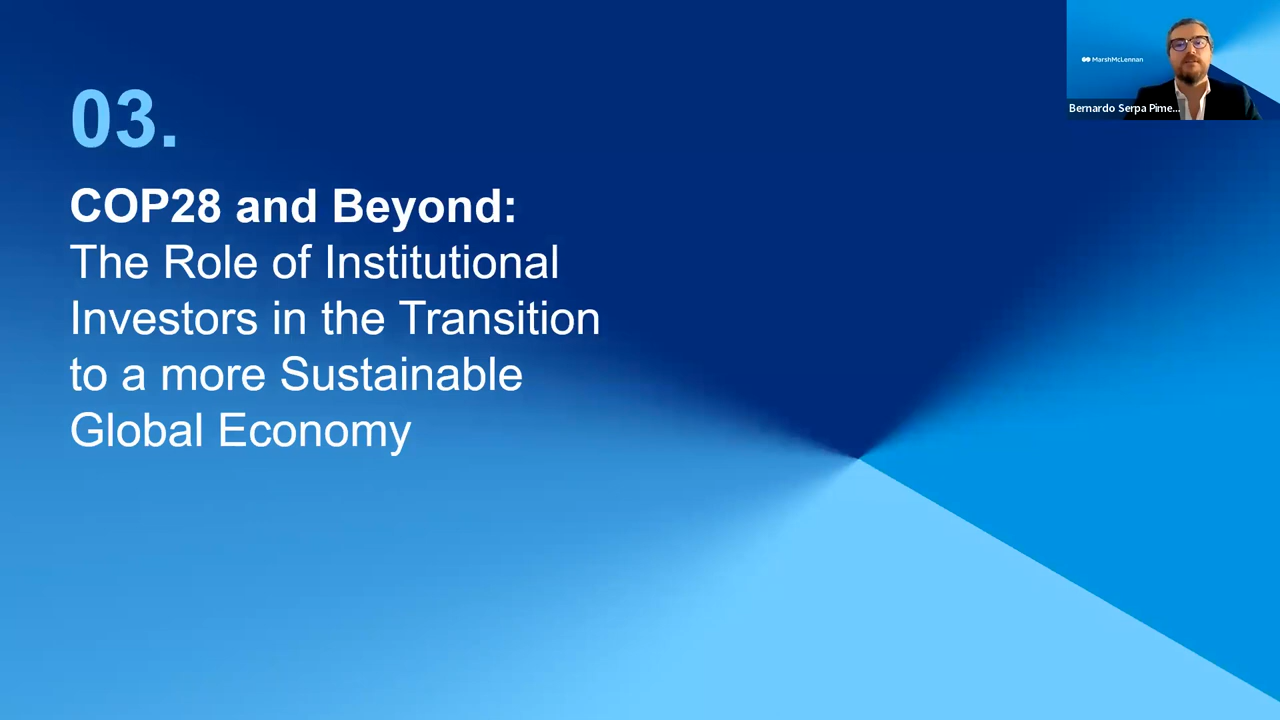 03.
COP28 and Beyond:
The Role of Institutional
Investors in the Transition
to a more Sustainable
Global Economy
MarshMcLennan
Bernardo Serpa Pime...